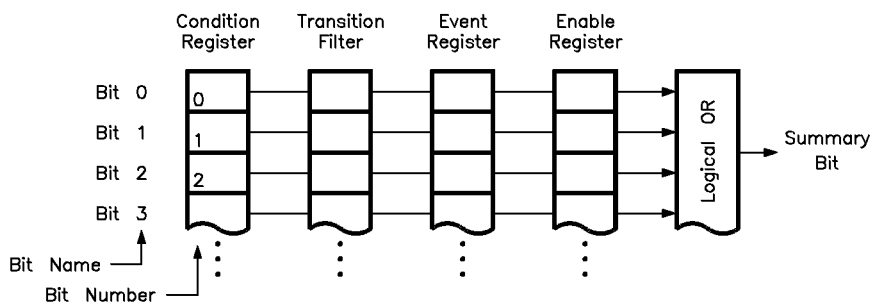 Condition
Register
Transition
Filter
Event
Register
Enable
Register
Bit 0
0
Bit 1
1
Bit 2
2
Bit 3
Logical OR
Summary
Bit
Bit Name
Bit Number